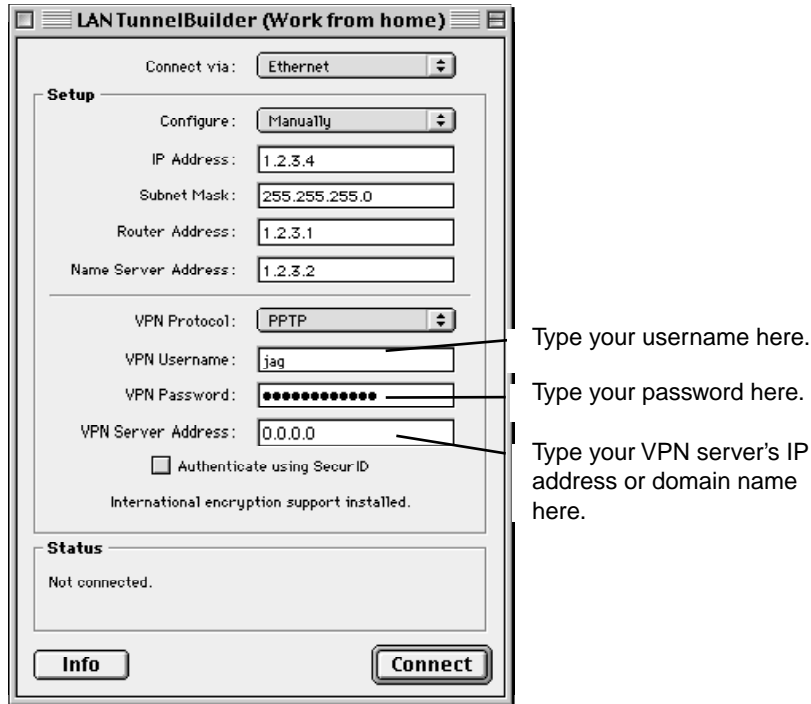 LAN TunnelBuilder (Work from home)
Connect via: Ethernet
Setup
Configure: Manually
IP Address: 1.2.3.4
Subnet Mask: 255.255.255.0
Router Address: 1.2.3.1
Name Server Address: 1.2.3.2
VPN Protocol: PPTP
VPN Username: jag
Type your username here.
VPN Password: ●●●●●●●●●●●●
Type your password here.
VPN Server Address: 0.0.0.0
Type your VPN server’s IP
address or domain name
here.
Authenticate using SecurID
International encryption support installed.
Status
Not connected.
Info
Connect